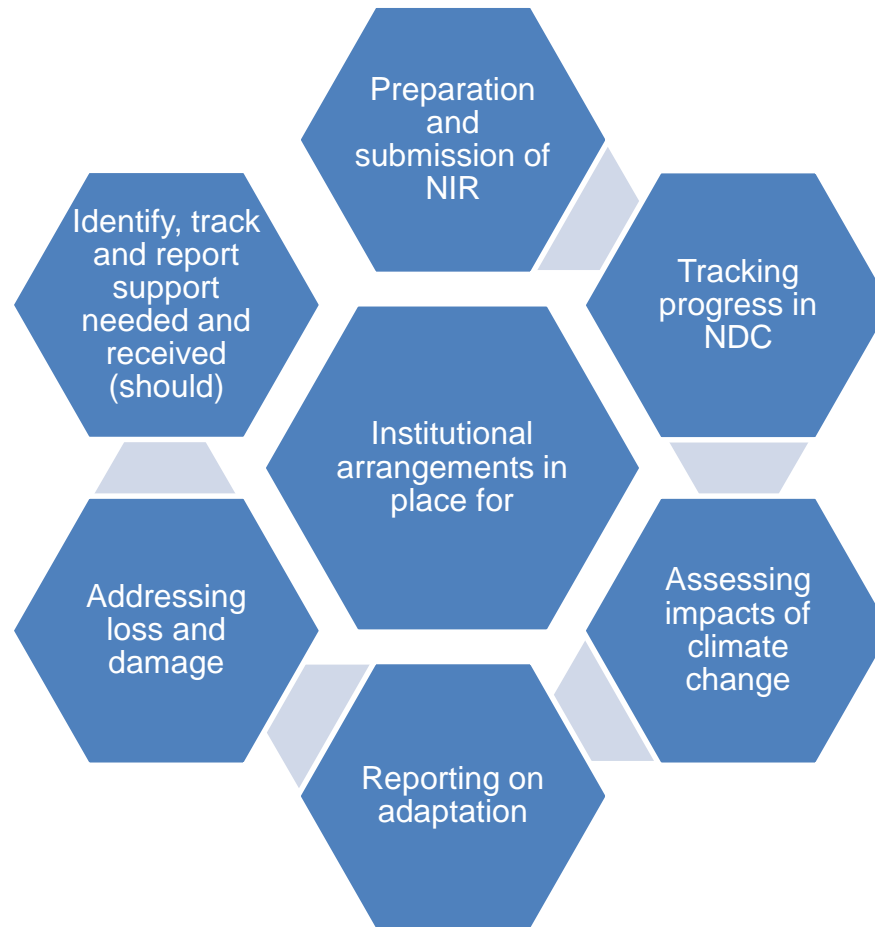 Preparation
and
submission of
NIR
Identify, track
and report
support
needed and
received
(should)
Tracking
progress in
NDC
Institutional
arrangements in
place for
Addressing
loss and
damage
Assessing
impacts of
climate
change
Reporting on
adaptation